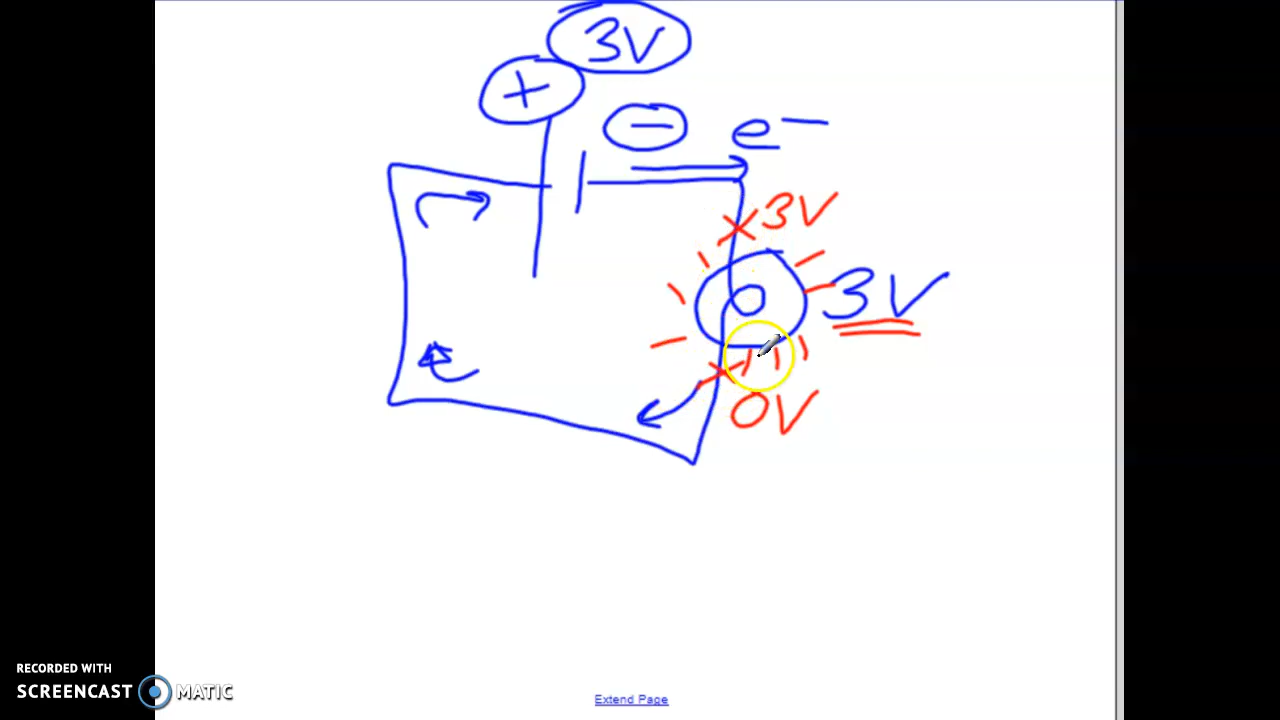 3V
+
− e−
3V
3V
0V
RECORDED WITH
SCREENCAST MATIC
Extend Page